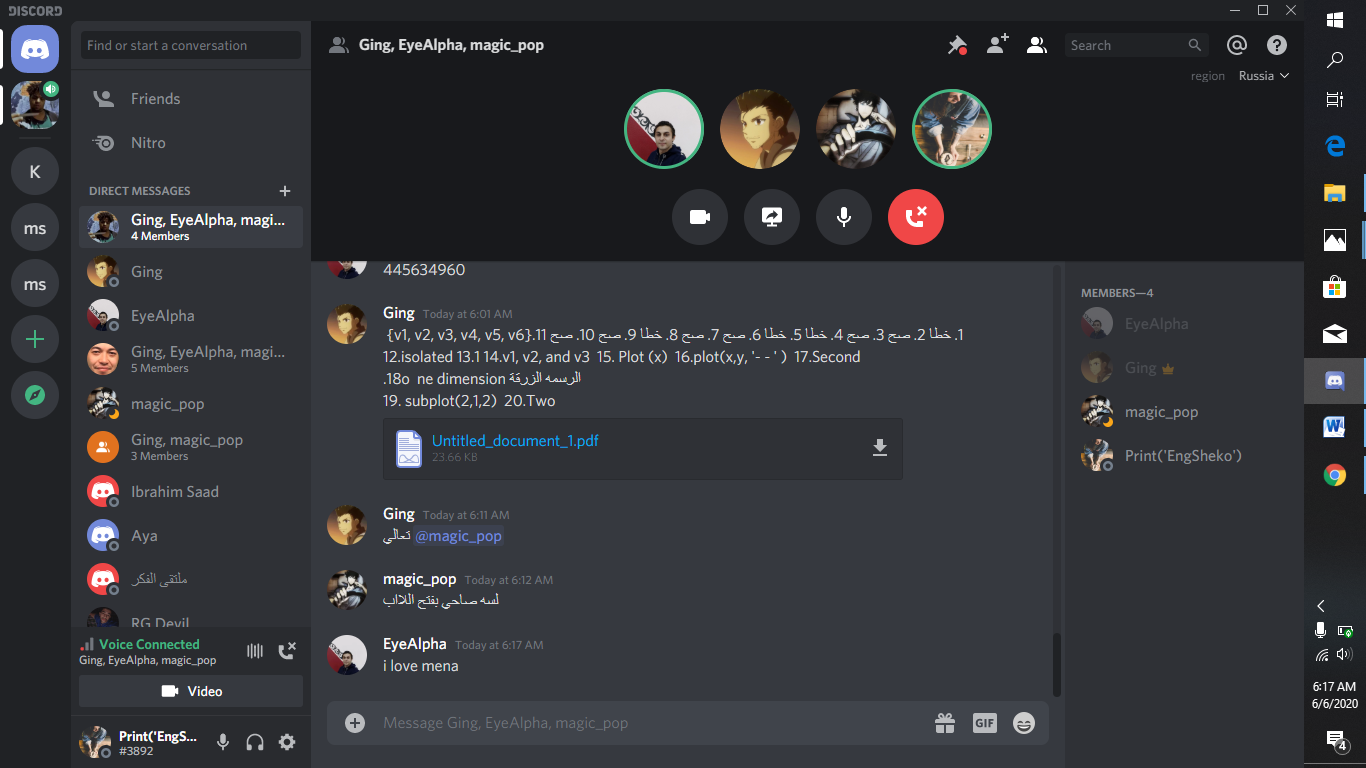 DISCORD
Find or start a conversation
Friends
Nitro
DIRECT MESSAGES
Ging, EyeAlpha, magi...
4 Members
Ging
EyeAlpha
Ging, EyeAlpha, magi...
5 Members
magic_pop
Ging, magic_pop
3 Members
Ibrahim Saad
Aya
ملتقى الفكر
RG Devil
Voice Connected
Ging, EyeAlpha, magic_pop
Video
Print('EngS...
#3892
K
ms
ms
Ging, EyeAlpha, magic_pop
Search
region Russia
445634960
Ging Today at 6:01 AM
1. خطا 2. صح 3. صح 4. خطا 5. خطا 6. صح 7. صح 8. خطا 9. صح 10. صح 11.{v1, v2, v3, v4, v5, v6}
12.isolated 13.1 14.v1, v2, and v3 15. Plot (x) 16.plot(x,y, '- - ' ) 17.Second
.18o ne dimension الرسمه الزرقة
19. subplot(2,1,2) 20.Two
Untitled_document_1.pdf
23.66 KB
Ging Today at 6:11 AM
تعالي @magic_pop
magic_pop Today at 6:12 AM
لسه صاحي بفتح اللاب
EyeAlpha Today at 6:17 AM
i love mena
Message Ging, EyeAlpha, magic_pop
GIF
MEMBERS—4
EyeAlpha
Ging
magic_pop
Print('EngSheko')
6:17 AM
6/6/2020
4